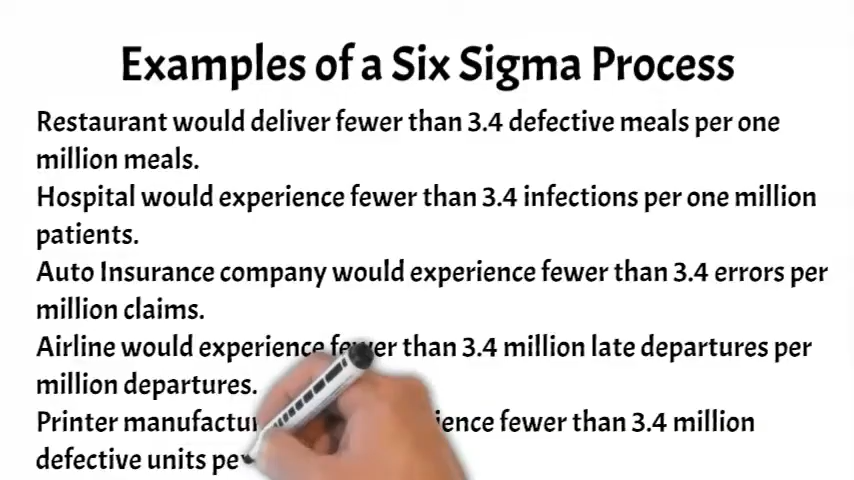 Examples of a Six Sigma Process
Restaurant would deliver fewer than 3.4 defective meals per one
million meals.
Hospital would experience fewer than 3.4 infections per one million
patients.
Auto Insurance company would experience fewer than 3.4 errors per
million claims.
Airline would experience fewer than 3.4 million late departures per
million departures.
Printer fewer than 3.4 million
defective units